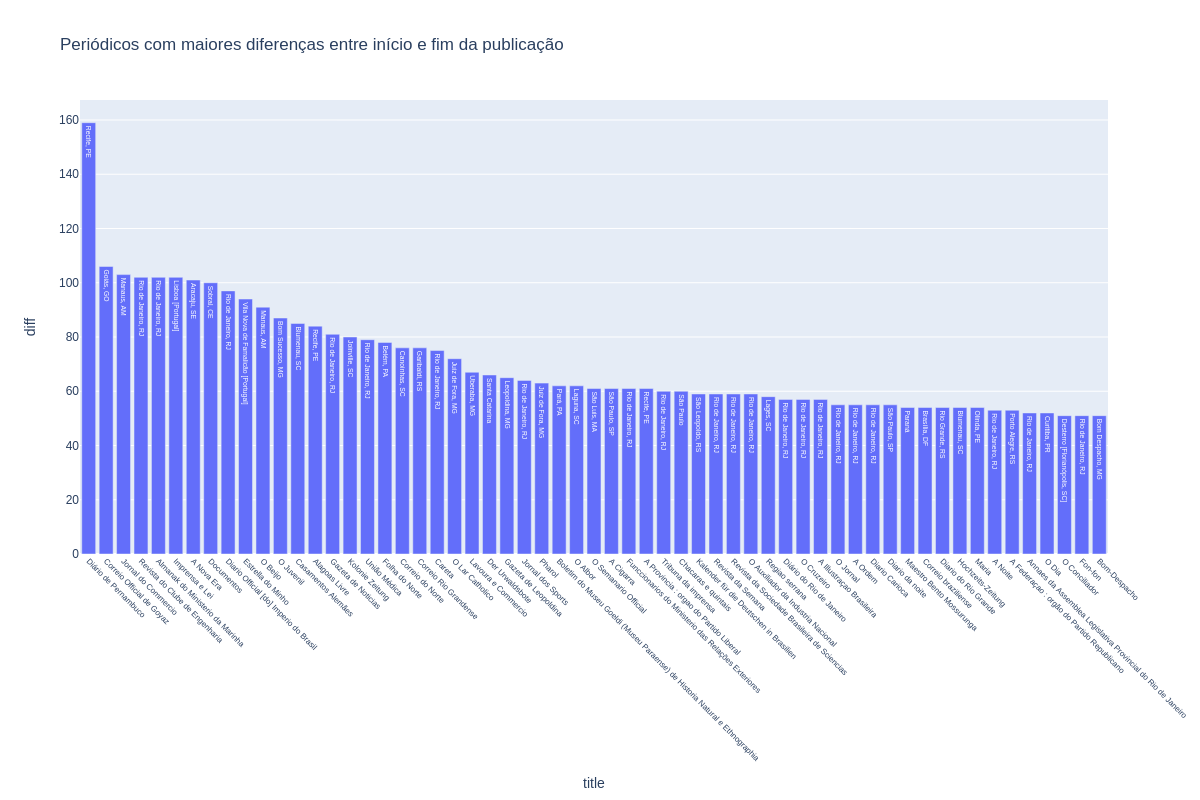 Periódicos com maiores diferenças entre início e fim da publicação
diff
160
140
120
100
80
60
40
20
0
Recife, PE
Goiás, GO
Manaus, AM
Rio de Janeiro, RJ
Rio de Janeiro, RJ
Lisboa [Portugal]
Aracaju, SE
Sobral, CE
Rio de Janeiro, RJ
Vila Nova de Famalicão [Portugal]
Manaus, AM
Bom Sucesso, MG
Blumenau, SC
Recife, PE
Rio de Janeiro, RJ
Joinville, SC
Rio de Janeiro, RJ
Belém, PA
Canoinhas, SC
Garibaldi, RS
Rio de Janeiro, RJ
Juiz de Fora, MG
Uberaba, MG
Santa Catarina
Leopoldina, MG
Rio de Janeiro, RJ
Juiz de Fora, MG
Pará, PA
Laguna, SC
São Luís, MA
São Paulo, SP
Rio de Janeiro, RJ
Recife, PE
Rio de Janeiro, RJ
São Paulo
São Leopoldo, RS
Rio de Janeiro, RJ
Rio de Janeiro, RJ
Rio de Janeiro, RJ
Lages, SC
Rio de Janeiro, RJ
Rio de Janeiro, RJ
Rio de Janeiro, RJ
Rio de Janeiro, RJ
Rio de Janeiro, RJ
Rio de Janeiro, RJ
São Paulo, SP
Paraná
Brasília, DF
Rio Grande, RS
Blumenau, SC
Olinda, PE
Rio de Janeiro, RJ
Porto Alegre, RS
Rio de Janeiro, RJ
Curitiba, PR
Desterro [Florianópolis, SC]
Rio de Janeiro, RJ
Bom Despacho, MG
Diario de Pernambuco
Correio Official de Goyaz
Jornal do Commercio
Revista do Clube de Engenharia
Almanak do Ministerio da Marinha
Imprensa e Lei
A Nova Era
Documentos
Diario Official [do] Imperio do Brasil
Estrella do Minho
O Beijo
O Juvenil
Casamentos Alemães
Alagoas Livre
Gazeta de Noticias
Kolonie Zeitung
União Médica
Folha do Norte
Correio do Norte
Correio Rio Grandense
Careta
O Lar Catholico
Lavoura e Commercio
Der Urwaldsbote
Gazeta de Leopoldina
Jornal dos Sports
Pharol
Boletim do Museu Goeldi (Museu Paraense) de Historia Natural e Ethnographia
O Albor
O Semanario Official
A Cigarra
Funccionarios do Ministerio das Relações Exteriores
A Provincia : orgao do Partido Liberal
Tribuna da imprensa
Chacaras e quintais
Kalender für die Deutschen in Brasilien
Revista da Semana
Revista da Sociedade Brasileira de Sciencias
O Auxiliador da Industria Nacional
Região serrana
Diário do Rio de Janeiro
O Cruzeiro
A Illustração Brasileira
O Jornal
A Ordem
Diário Carioca
Diário da noite
Maestro Bento Mossurunga
Correio braziliense
Diario do Rio Grande
Hochzeits-Zeitung
Maria
A Noite
A Federaçao : orgão do Partido Republicano
Annaes da Assemblea Legislativa Provincial do Rio de Janeiro
O Dia
O Conciliador
Fon-fon
Bom-Despacho
title